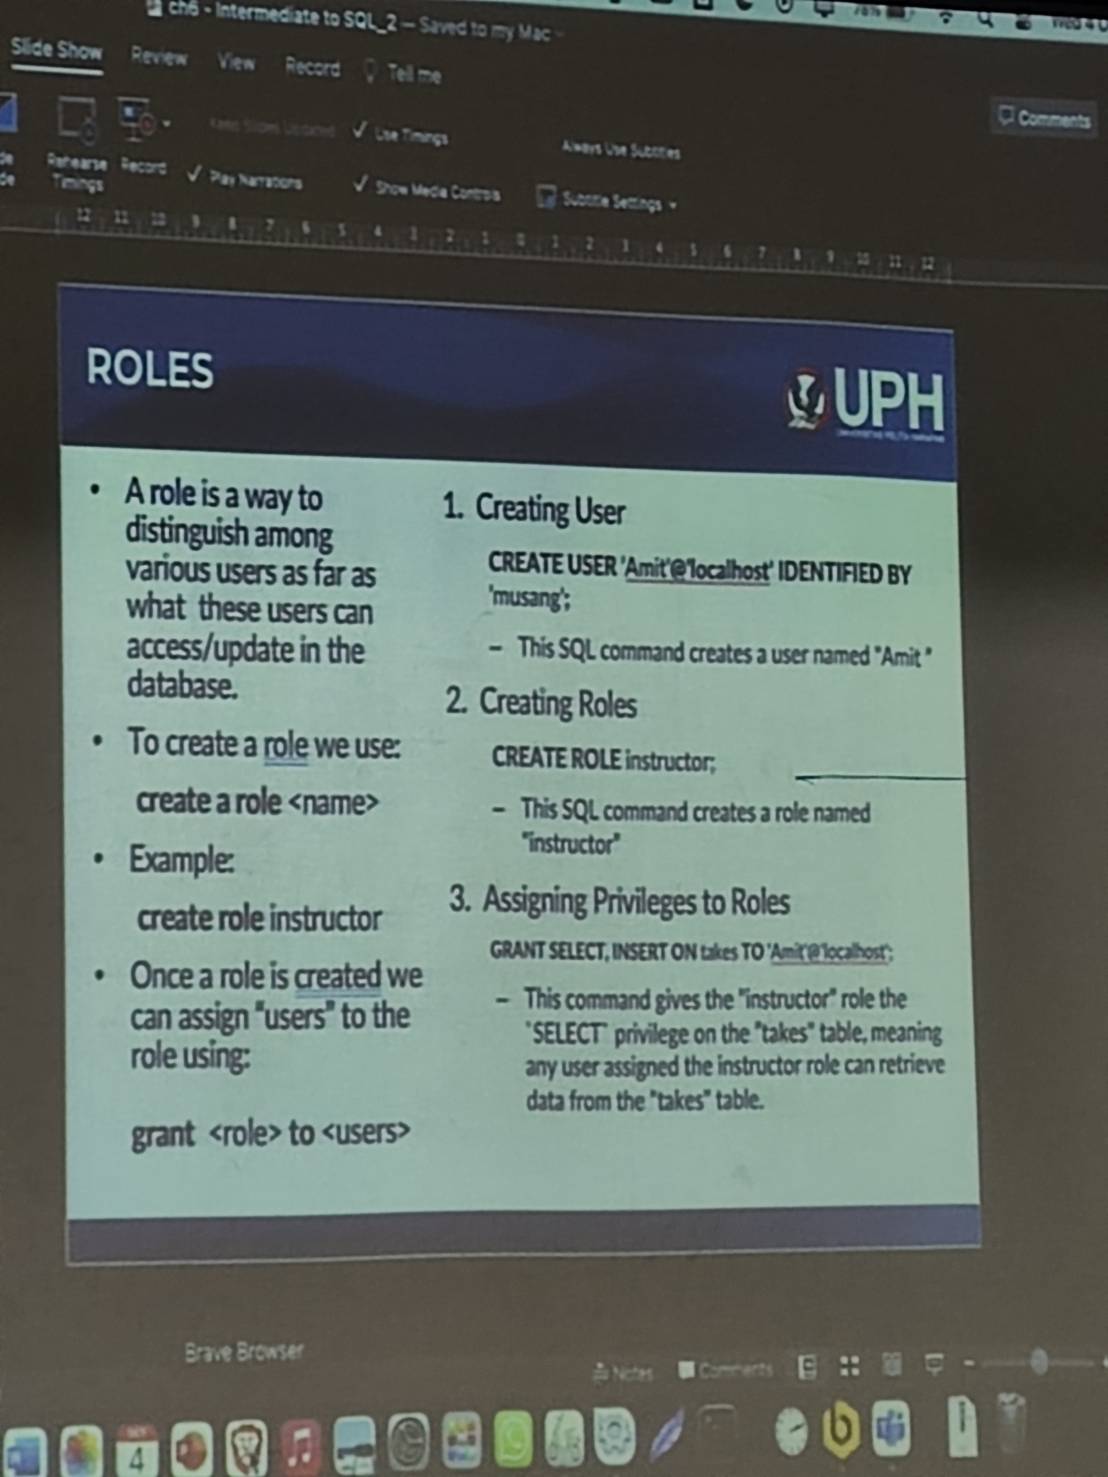 ch6 - Intermediate to SQL_2 — Saved to my Mac
Slide Show Review View Record Tell me
Comments
Keep Slides Updated ✓ Use Timings Always Use Subtitles
Rehearse Timings Record ✓ Play Narrations ✓ Show Media Controls Subtitle Settings
12 11 10 9 8 7 6 5 4 3 2 1 0 1 2 3 4 5 6 7 8 9 10 11 12
ROLES
UPH
• A role is a way to
distinguish among
various users as far as
what these users can
access/update in the
database.
• To create a role we use:
create a role <name>
• Example:
create role instructor
• Once a role is created we
can assign "users" to the
role using:
grant <role> to <users>
1. Creating User
CREATE USER 'Amit'@'localhost' IDENTIFIED BY
'musang';
– This SQL command creates a user named "Amit "
2. Creating Roles
CREATE ROLE instructor;
– This SQL command creates a role named
"instructor"
3. Assigning Privileges to Roles
GRANT SELECT, INSERT ON takes TO 'Amit'@'localhost';
– This command gives the "instructor" role the
`SELECT` privilege on the "takes" table, meaning
any user assigned the instructor role can retrieve
data from the "takes" table.
Brave Browser
Notes Comments
4